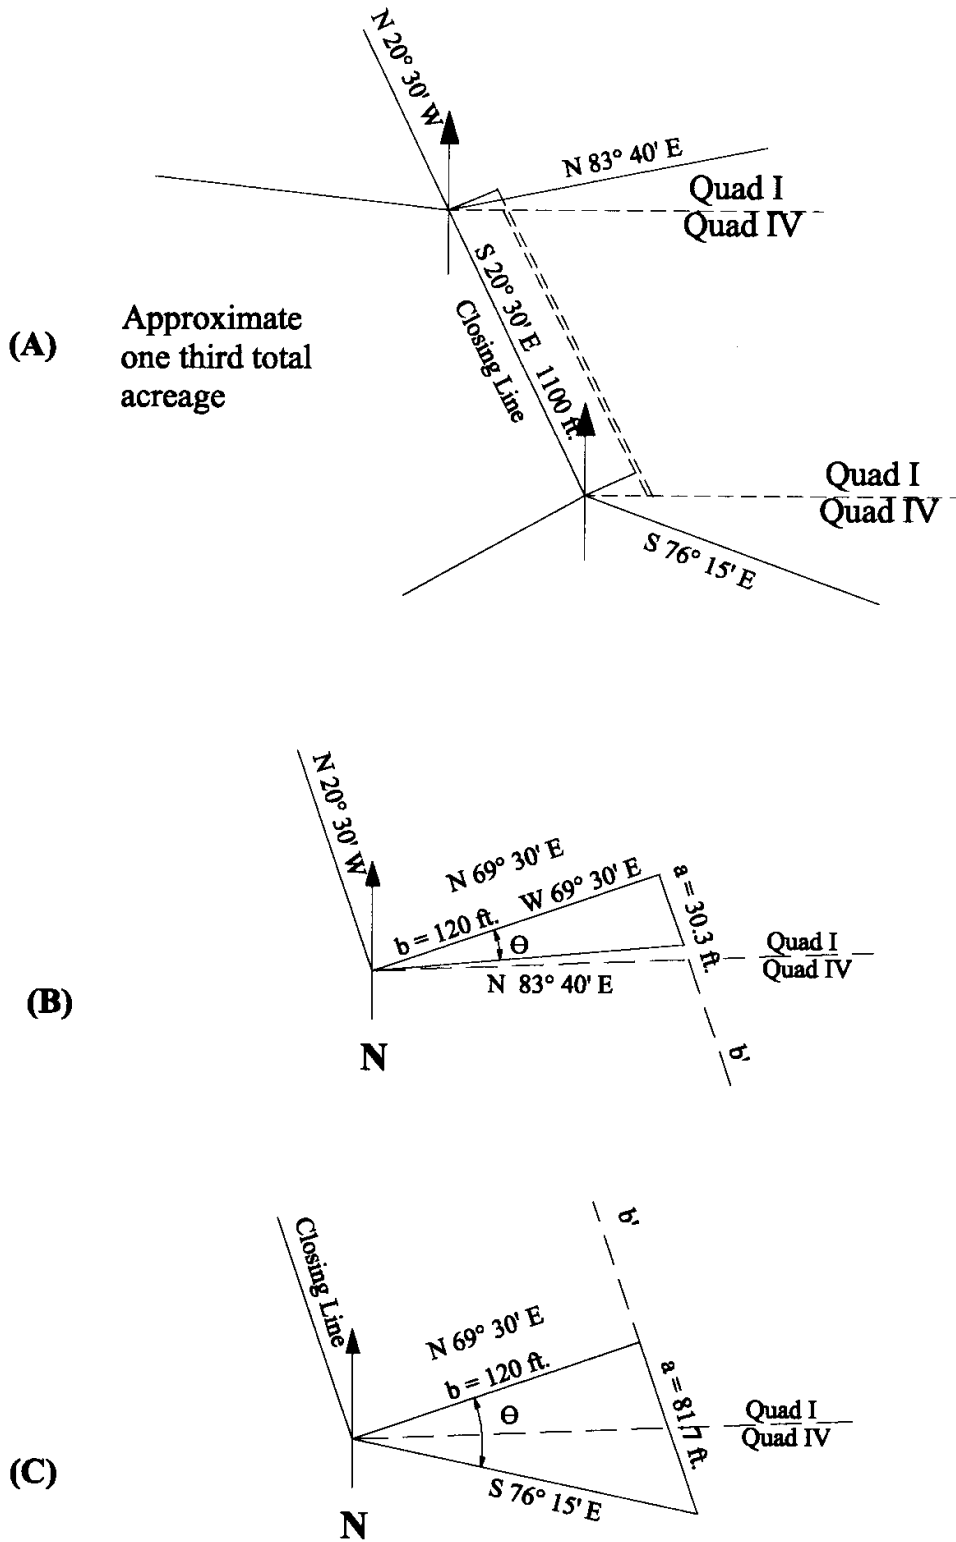 N 20° 30' W
N 83° 40' E
Quad I
Quad IV
S 20° 30' E 1100 ft.
Closing Line
(A)
Approximate
one third total
acreage
Quad I
Quad IV
S 76° 15' E
N 20° 30' W
N 69° 30' E
W 69° 30' E
b = 120 ft.
a = 30.3 ft.
Θ
Quad I
Quad IV
N 83° 40' E
(B)
b'
N
b'
Closing Line
N 69° 30' E
b = 120 ft.
a = 81.7 ft.
Θ
Quad I
Quad IV
(C)
S 76° 15' E
N